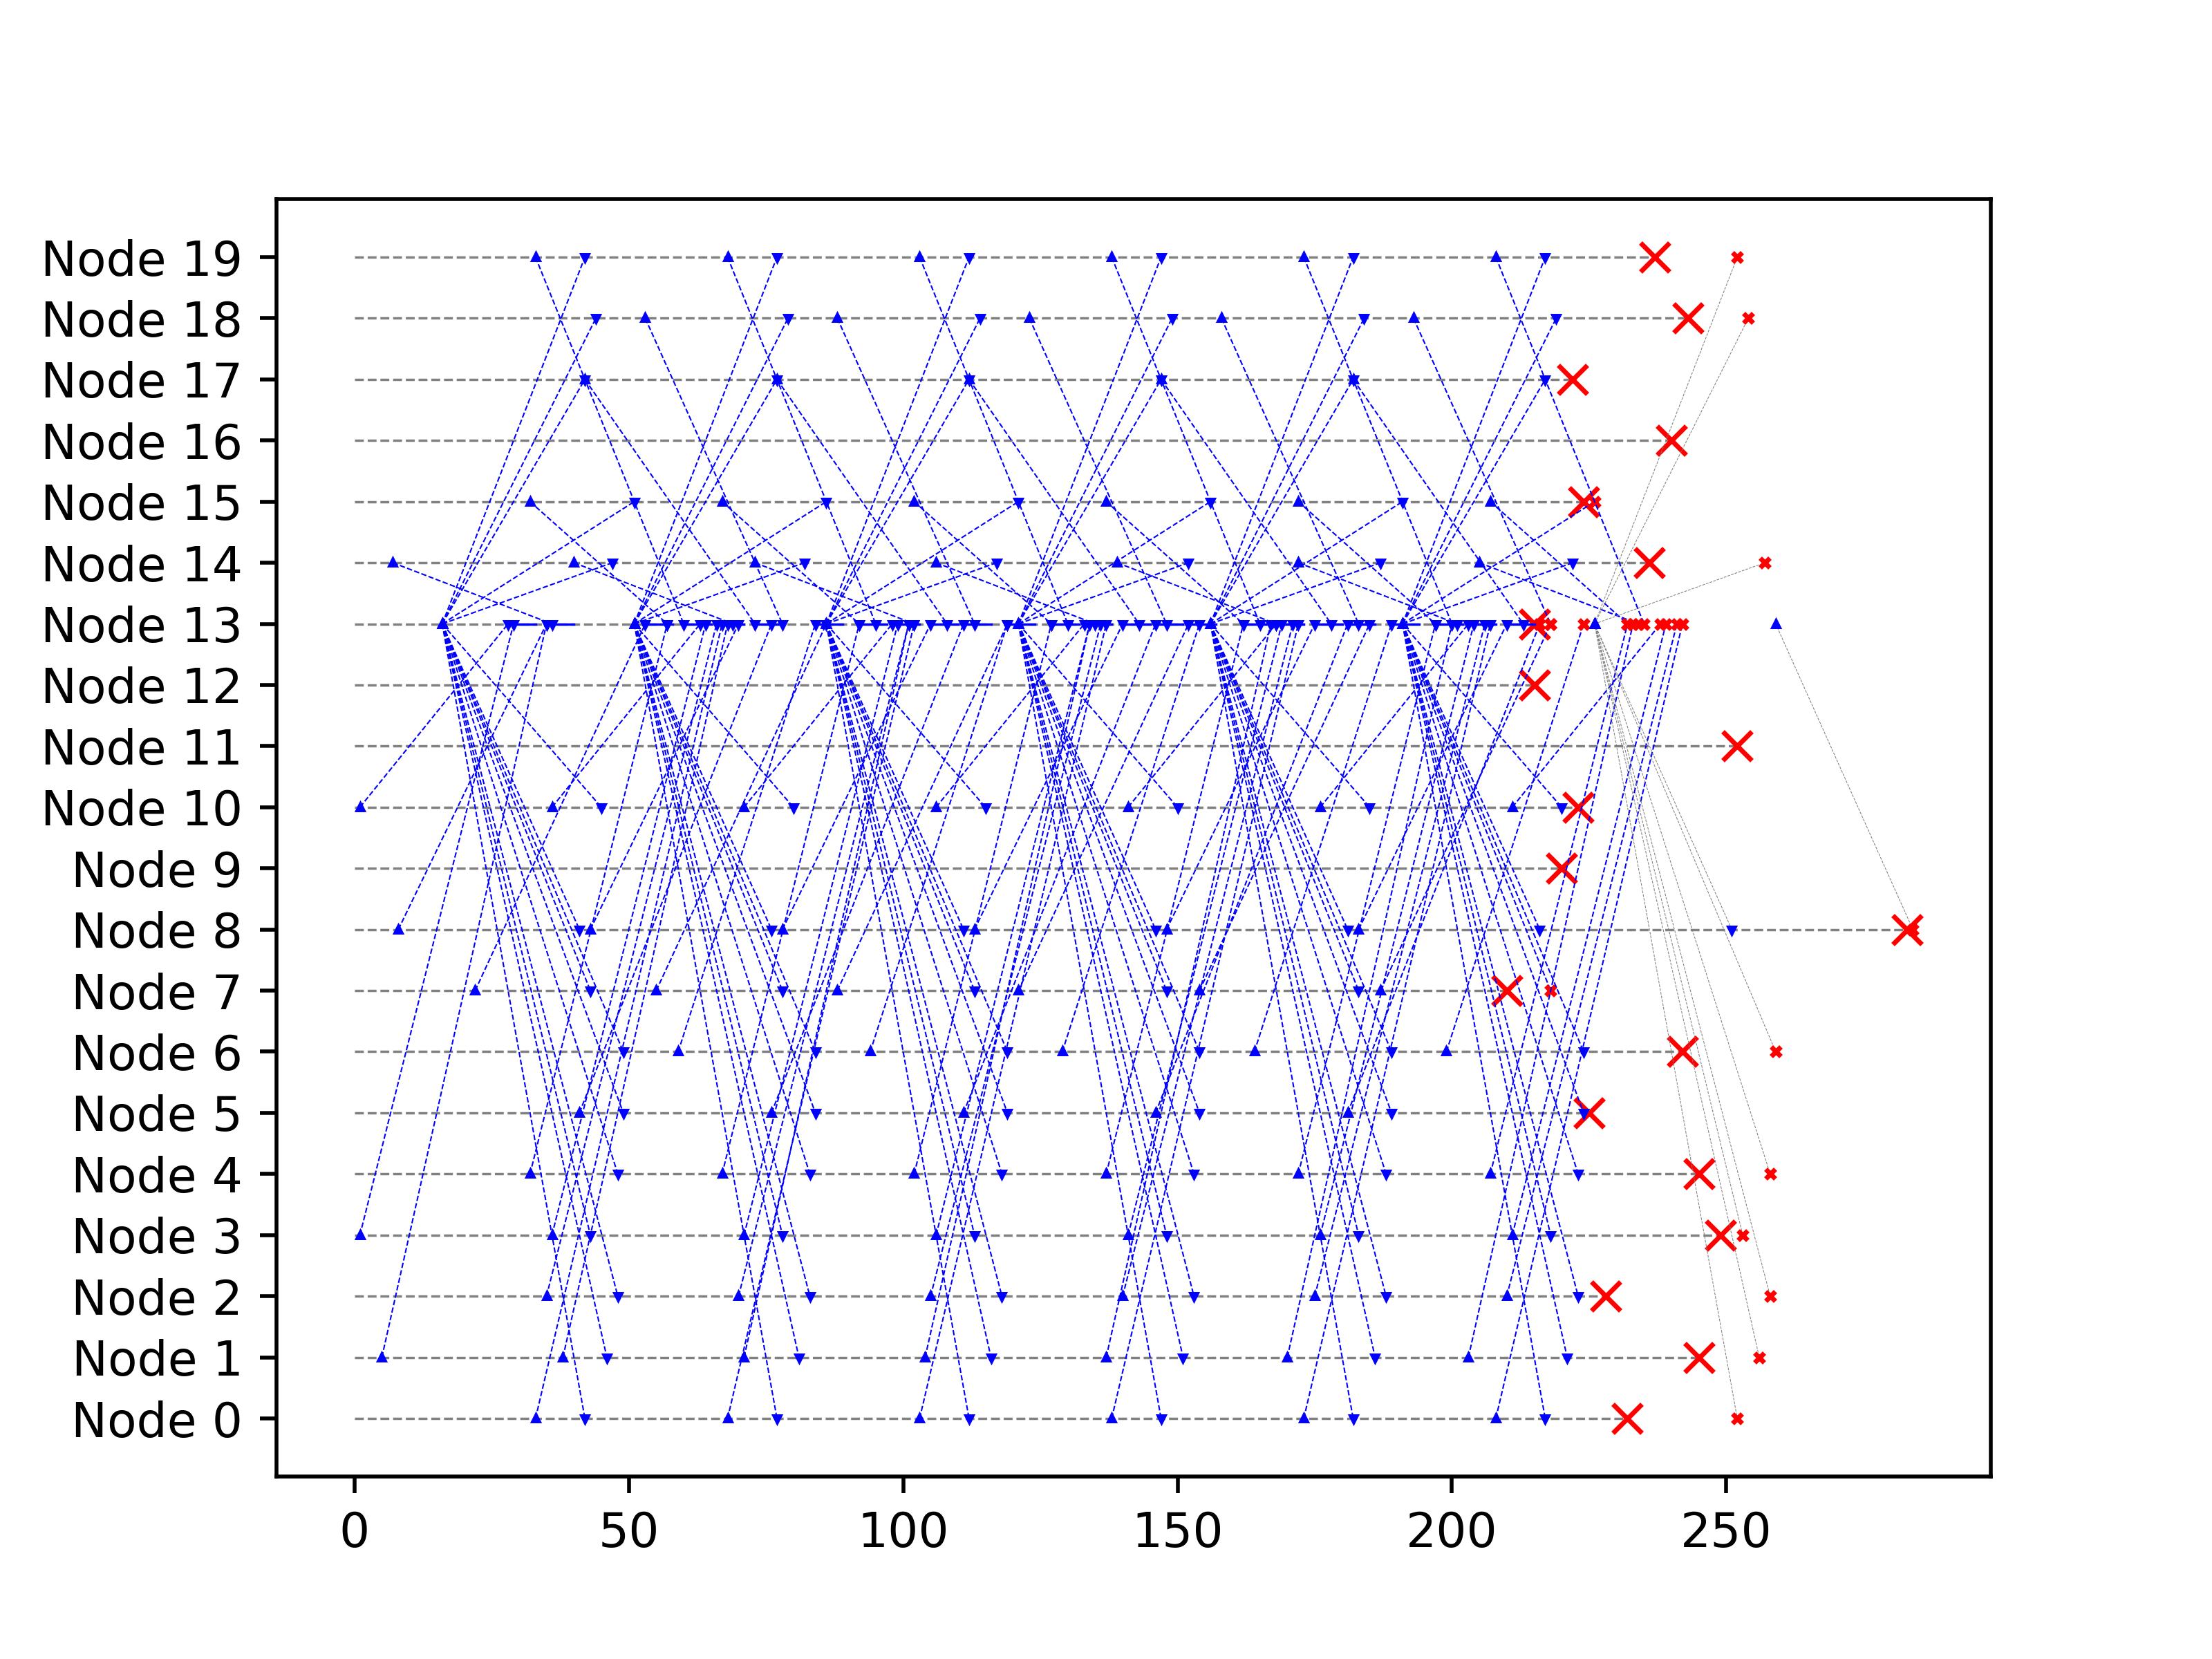 Node 19
Node 18
Node 17
Node 16
Node 15
Node 14
Node 13
Node 12
Node 11
Node 10
Node 9
Node 8
Node 7
Node 6
Node 5
Node 4
Node 3
Node 2
Node 1
Node 0
0 50 100 150 200 250